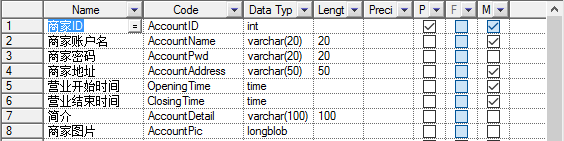 Name Code Data Typ Lengt Preci P F M
1 商家ID = AccountID int
2 商家账户名 AccountName varchar(20) 20
3 商家密码 AccountPwd varchar(20) 20
4 商家地址 AccountAddress varchar(50) 50
5 营业开始时间 OpeningTime time
6 营业结束时间 ClosingTime time
7 简介 AccountDetail varchar(100) 100
8 商家图片 AccountPic longblob